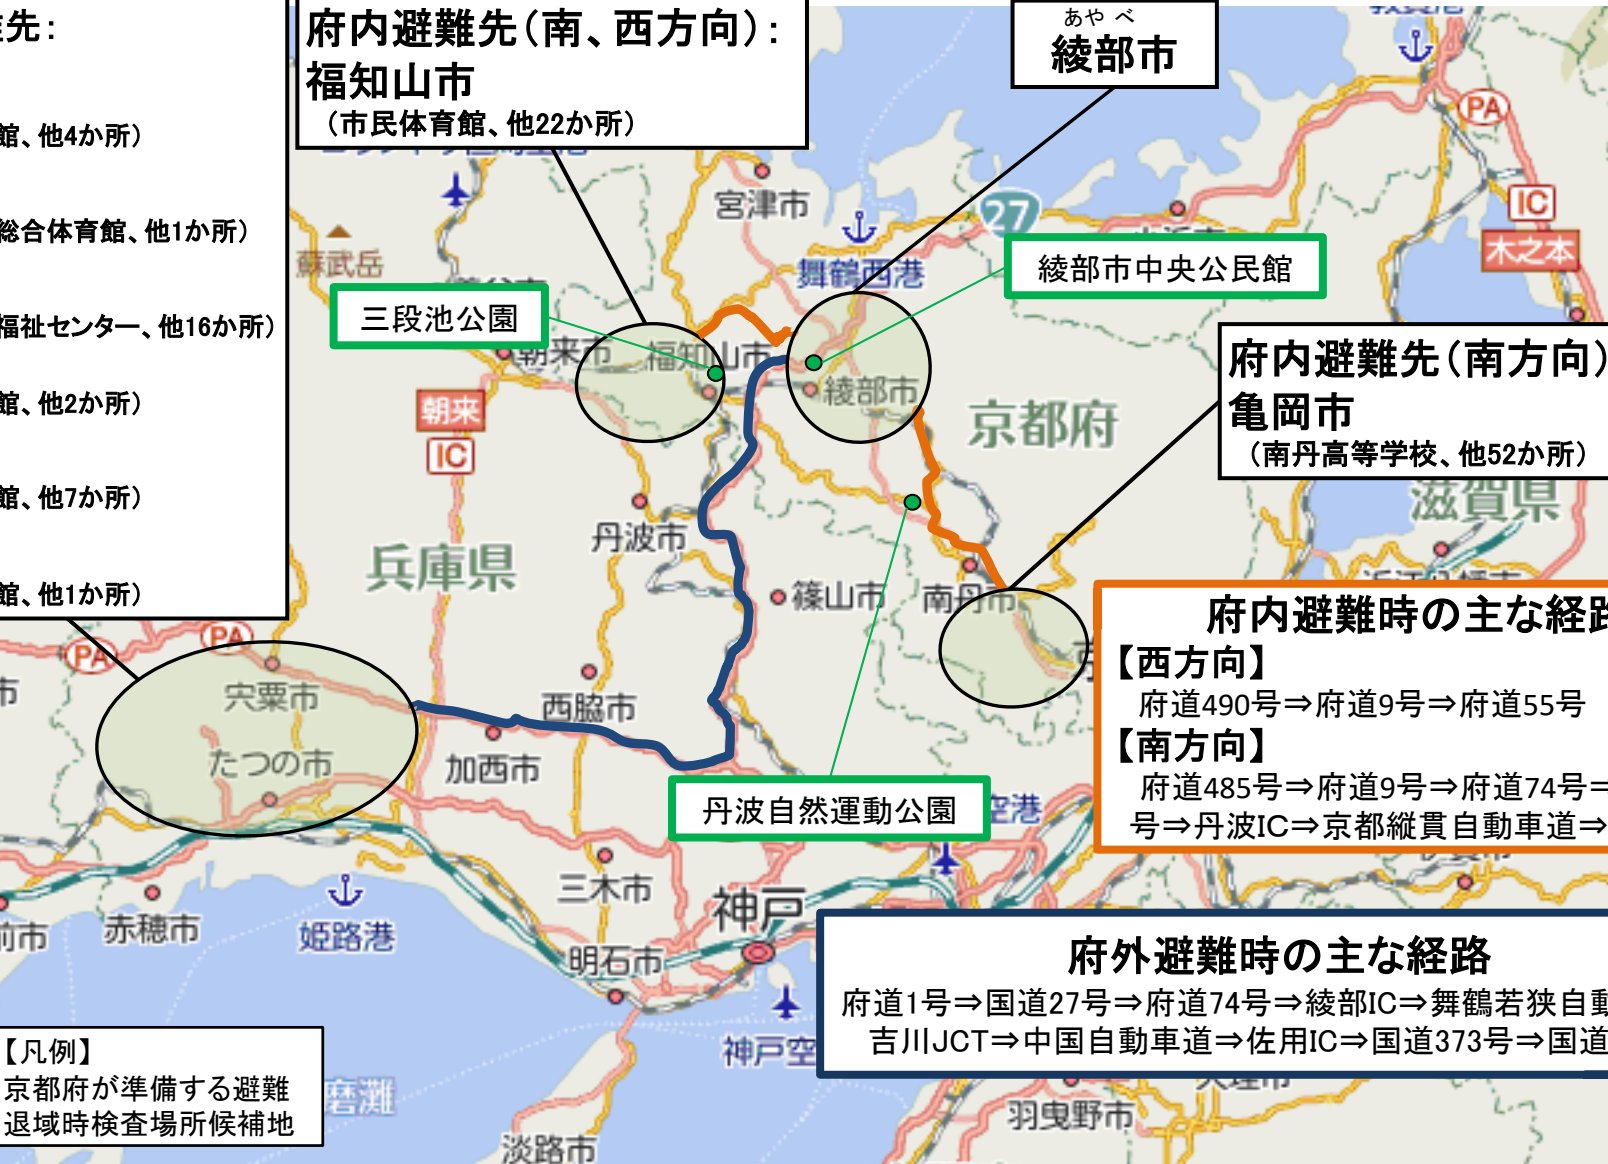 先：
館、他4か所）
総合体育館、他1か所）
福祉センター、他16か所）
館、他2か所）
館、他7か所）
館、他1か所）
府内避難先（南、西方向）：
福知山市
（市民体育館、他22か所）
あや べ
綾部市
PA
IC
木之本
宮津市
27
舞鶴西港
蘇武岳
綾部市中央公民館
三段池公園
朝来市
福知山市
綾部市
朝来
IC
京都府
府内避難先（南方向）
亀岡市
（南丹高等学校、他52か所）
滋賀県
丹波市
兵庫県
篠山市
南丹市
PA
PA
市
宍粟市
西脇市
たつの市
加西市
丹波自然運動公園
空港
府内避難時の主な経路
【西方向】
府道490号⇒府道9号⇒府道55号
【南方向】
府道485号⇒府道9号⇒府道74号⇒
号⇒丹波IC⇒京都縦貫自動車道⇒
三木市
神戸
赤穂市
前市
姫路港
明石市
神戸空
府外避難時の主な経路
府道1号⇒国道27号⇒府道74号⇒綾部IC⇒舞鶴若狭自動
吉川JCT⇒中国自動車道⇒佐用IC⇒国道373号⇒国道
【凡例】
京都府が準備する避難
退域時検査場所候補地
磨灘
羽曳野市
淡路市